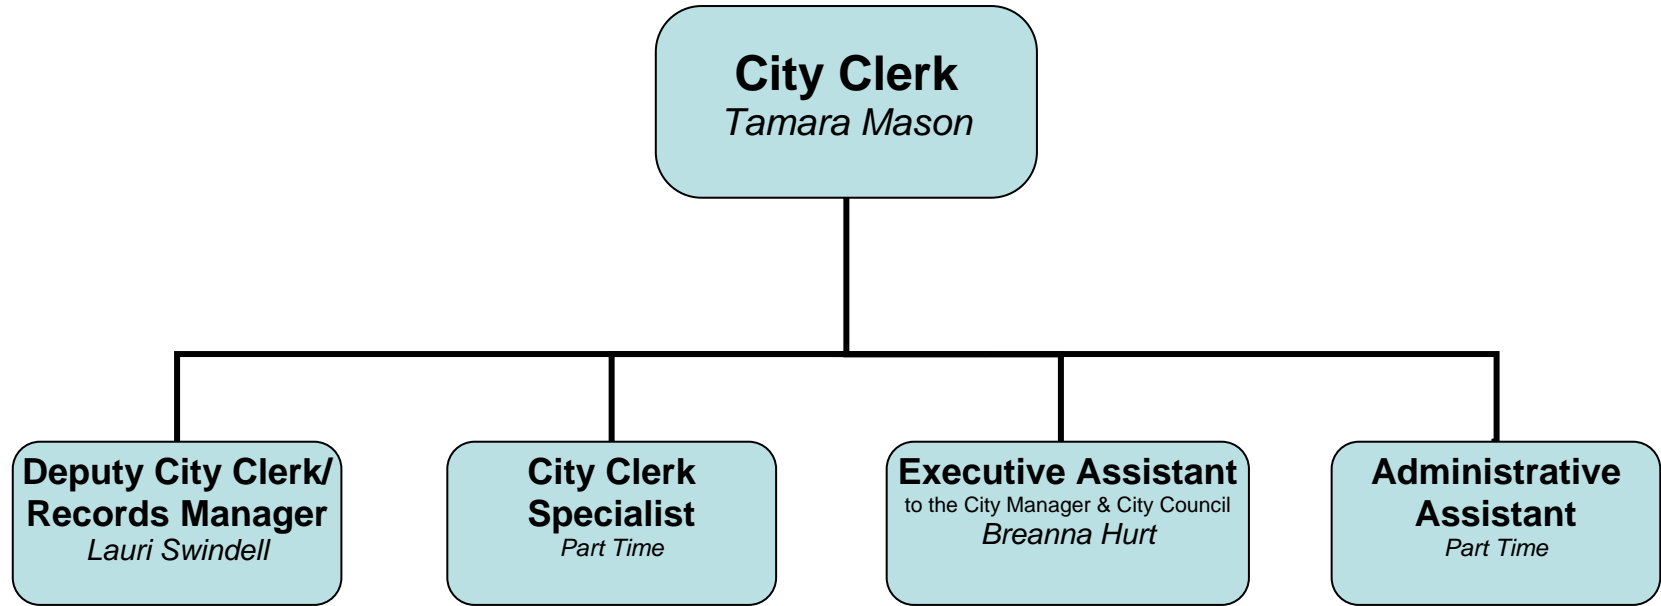 City Clerk
Tamara Mason
Deputy City Clerk/
Records Manager
Lauri Swindell
City Clerk
Specialist
Part Time
Executive Assistant
to the City Manager & City Council
Breanna Hurt
Administrative
Assistant
Part Time